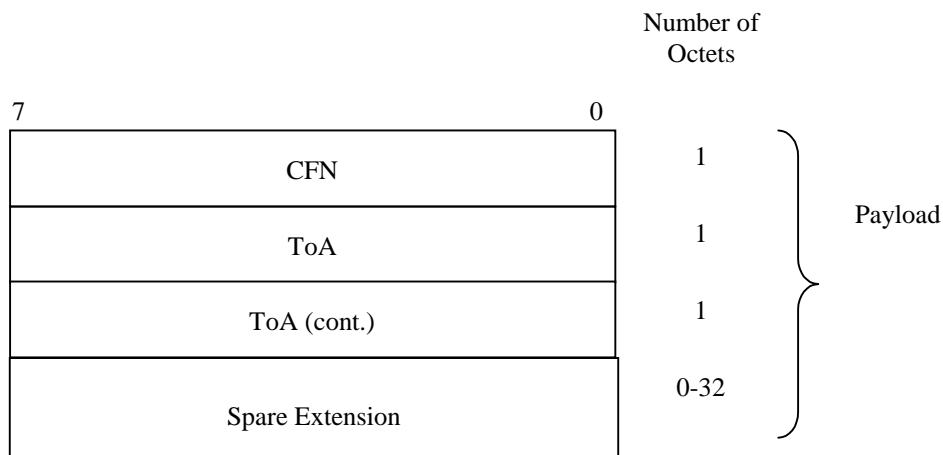 Number of
Octets
7 0
CFN 1
ToA 1
Payload
ToA (cont.) 1
Spare Extension 0-32